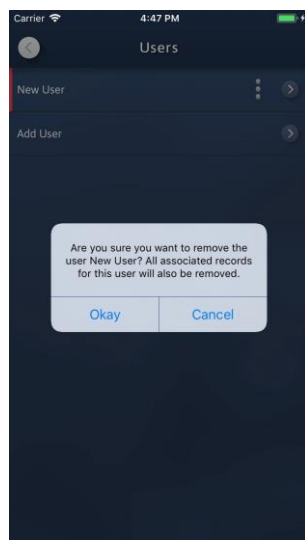 Carrier 4:47 PM
Users
New User
Add User
Are you sure you want to remove the
user New User? All associated records
for this user will also be removed.
Okay Cancel